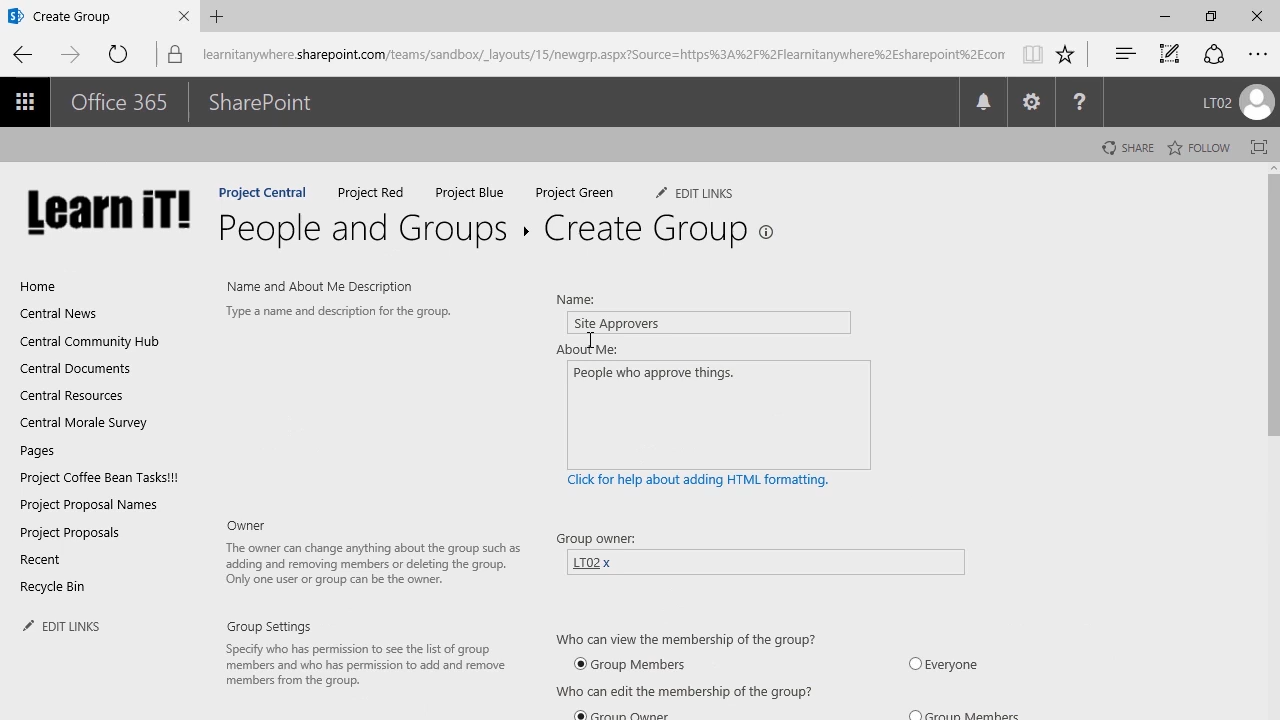 Create Group
learnitanywhere.sharepoint.com/teams/sandbox/_layouts/15/newgrp.aspx?Source=https%3A%2F%2Flearnitanywhere%2Esharepoint%2Ecom
Office 365 SharePoint LT02
SHARE FOLLOW
Learn iT!
Project Central Project Red Project Blue Project Green EDIT LINKS
People and Groups ▸ Create Group
Home
Central News
Central Community Hub
Central Documents
Central Resources
Central Morale Survey
Pages
Project Coffee Bean Tasks!!!
Project Proposal Names
Project Proposals
Recent
Recycle Bin
EDIT LINKS
Name and About Me Description
Type a name and description for the group.
Name:
Site Approvers
About Me:
People who approve things.
Click for help about adding HTML formatting.
Owner
The owner can change anything about the group such as
adding and removing members or deleting the group.
Only one user or group can be the owner.
Group owner:
LT02 x
Group Settings
Specify who has permission to see the list of group
members and who has permission to add and remove
members from the group.
Who can view the membership of the group?
Group Members Everyone
Who can edit the membership of the group?
Group Owner Group Members